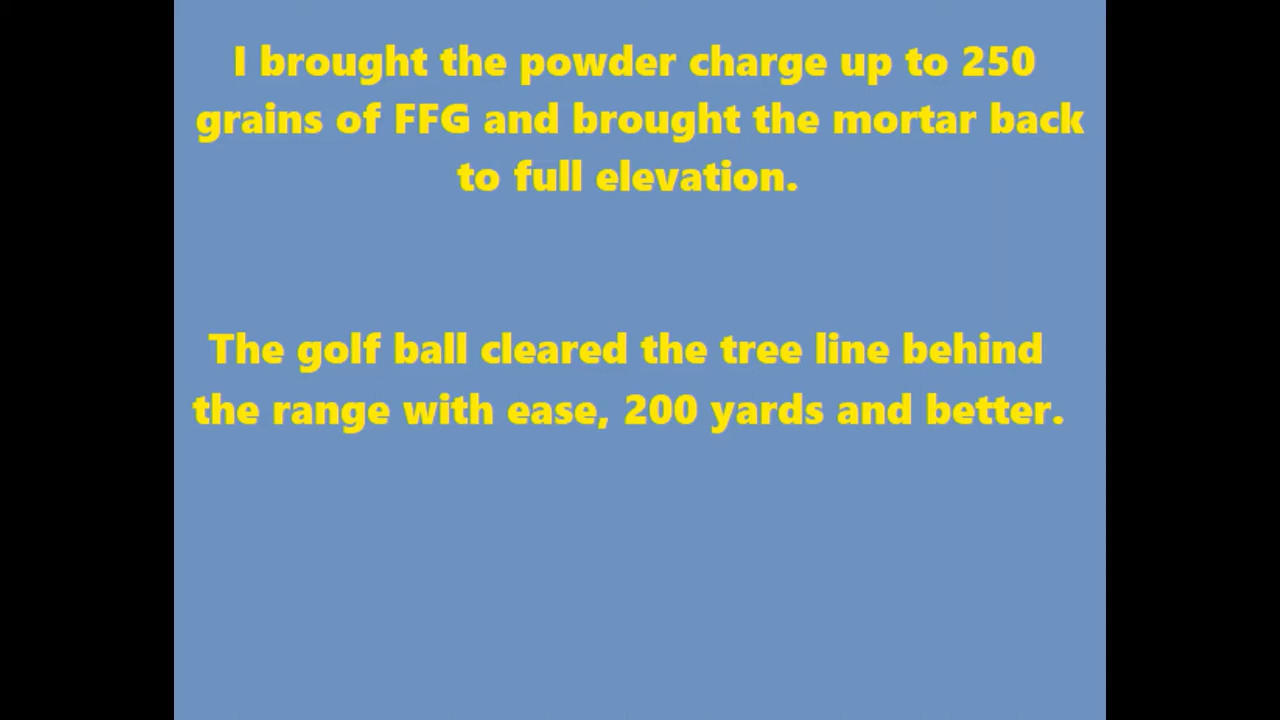 I brought the powder charge up to 250
grains of FFG and brought the mortar back
to full elevation.
The golf ball cleared the tree line behind
the range with ease, 200 yards and better.